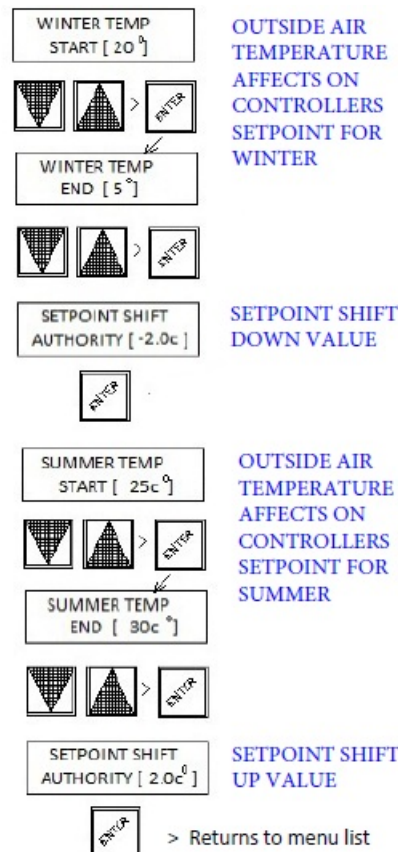 WINTER TEMP
START [ 20 ⁰]
OUTSIDE AIR
TEMPERATURE
AFFECTS ON
CONTROLLERS
SETPOINT FOR
WINTER
> ENTER
WINTER TEMP
END [ 5 °]
> ENTER
SETPOINT SHIFT
AUTHORITY [ -2.0c ]
SETPOINT SHIFT
DOWN VALUE
ENTER
SUMMER TEMP
START [ 25c ⁰]
OUTSIDE AIR
TEMPERATURE
AFFECTS ON
CONTROLLERS
SETPOINT FOR
SUMMER
> ENTER
SUMMER TEMP
END [ 30c °]
> ENTER
SETPOINT SHIFT
AUTHORITY [ 2.0c⁰ ]
SETPOINT SHIFT
UP VALUE
ENTER > Returns to menu list